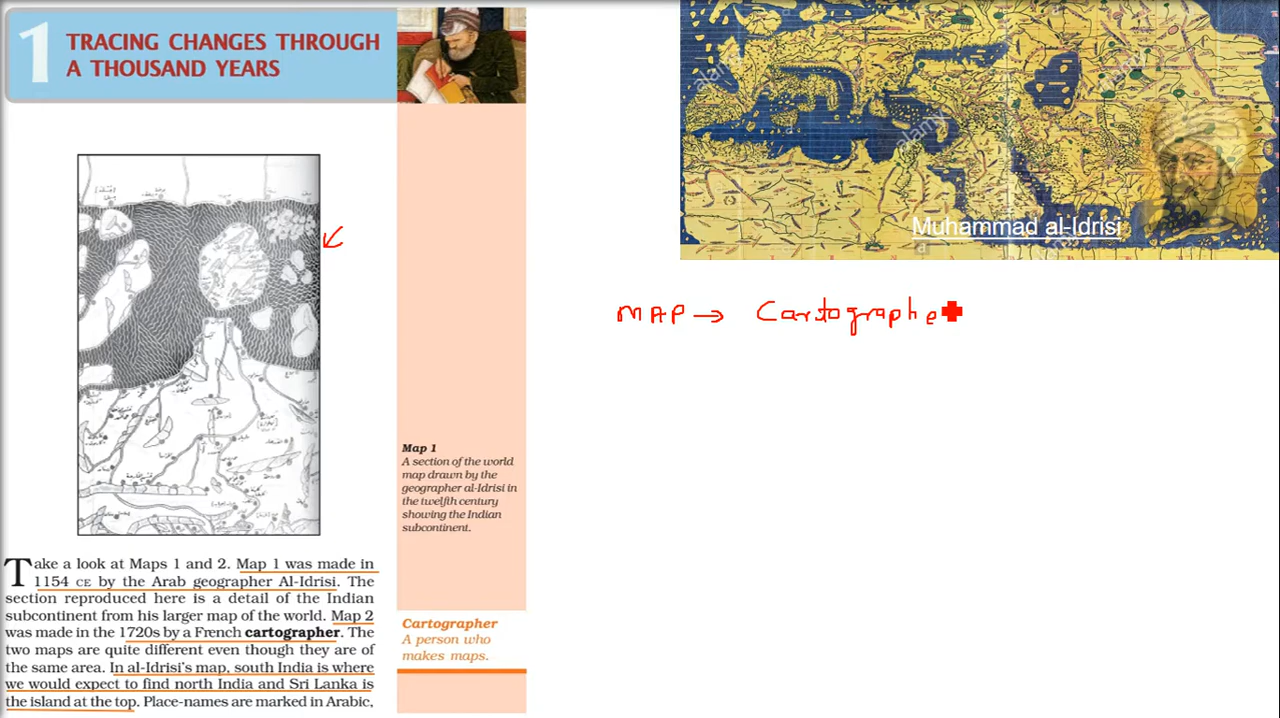 1
TRACING CHANGES THROUGH
A THOUSAND YEARS
Map 1
A section of the world
map drawn by the
geographer al-Idrisi in
the twelfth century
showing the Indian
subcontinent.
Take a look at Maps 1 and 2. Map 1 was made in
1154 CE by the Arab geographer Al-Idrisi. The
section reproduced here is a detail of the Indian
subcontinent from his larger map of the world. Map 2
was made in the 1720s by a French cartographer. The
two maps are quite different even though they are of
the same area. In al-Idrisi's map, south India is where
we would expect to find north India and Sri Lanka is
the island at the top. Place-names are marked in Arabic,
Cartographer
A person who
makes maps.
alamy
alamy
Muhammad al-Idrisi
MAP → Cartographe